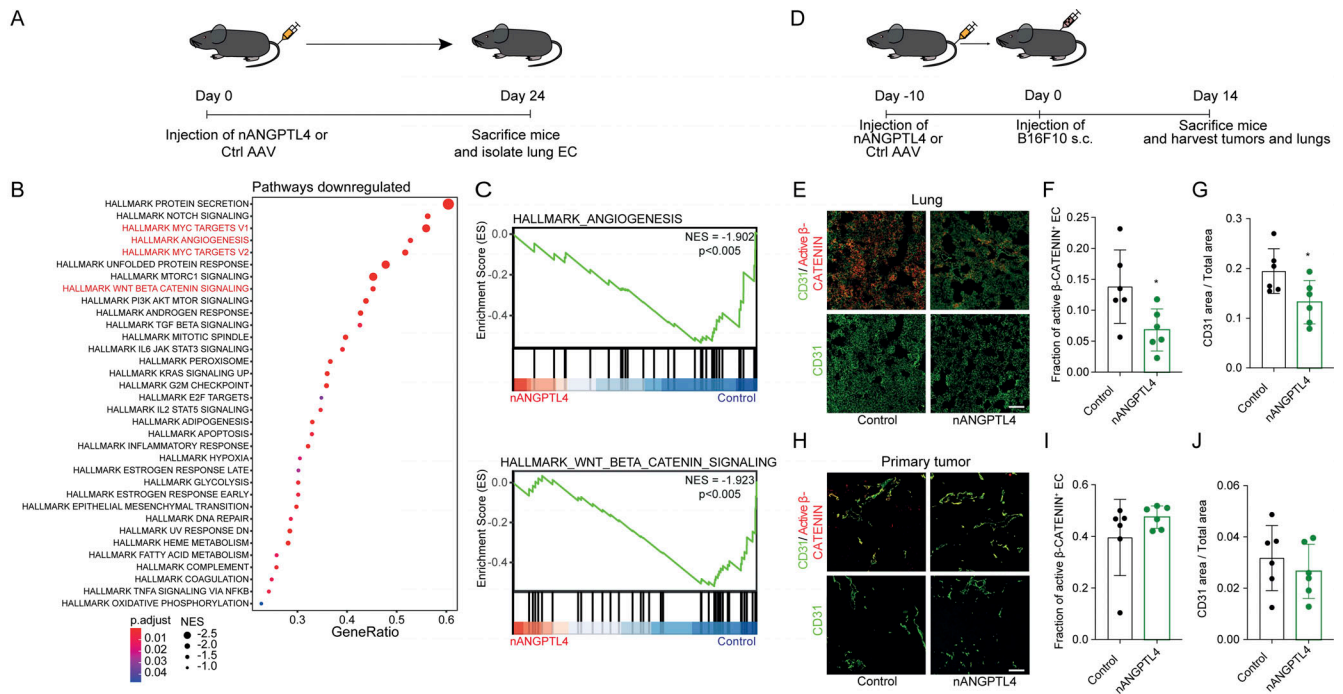 A
Day 0
Day 24
Injection of nANGPTL4 or
Ctrl AAV
Sacrifice mice
and isolate lung EC
D
Day -10
Day 0
Day 14
Injection of
nANGPTL4 or
Ctrl AAV
Injection of
B16F10 s.c.
Sacrifice mice
and harvest tumors and lungs
B
Pathways downregulated
HALLMARK PROTEIN SECRETION
HALLMARK NOTCH SIGNALING
HALLMARK MYC TARGETS V1
HALLMARK ANGIOGENESIS
HALLMARK MYC TARGETS V2
HALLMARK UNFOLDED PROTEIN RESPONSE
HALLMARK MTORC1 SIGNALING
HALLMARK WNT BETA CATENIN SIGNALING
HALLMARK PI3K AKT MTOR SIGNALING
HALLMARK ANDROGEN RESPONSE
HALLMARK TGF BETA SIGNALING
HALLMARK MITOTIC SPINDLE
HALLMARK IL6 JAK STAT3 SIGNALING
HALLMARK PEROXISOME
HALLMARK KRAS SIGNALING UP
HALLMARK G2M CHECKPOINT
HALLMARK E2F TARGETS
HALLMARK IL2 STAT5 SIGNALING
HALLMARK ADIPOGENESIS
HALLMARK APOPTOSIS
HALLMARK INFLAMMATORY RESPONSE
HALLMARK HYPOXIA
HALLMARK ESTROGEN RESPONSE LATE
HALLMARK GLYCOLYSIS
HALLMARK ESTROGEN RESPONSE EARLY
HALLMARK EPITHELIAL MESENCHYMAL TRANSITION
HALLMARK DNA REPAIR
HALLMARK UV RESPONSE DN
HALLMARK HEME METABOLISM
HALLMARK FATTY ACID METABOLISM
HALLMARK COMPLEMENT
HALLMARK COAGULATION
HALLMARK TNFA SIGNALING VIA NFKB
HALLMARK OXIDATIVE PHOSPHORYLATION
0.3 0.4 0.5 0.6
GeneRatio
p.adjust
0.01
0.02
0.03
0.04
NES
-2.5
-2.0
-1.5
-1.0
C
HALLMARK_ANGIOGENESIS
NES = -1.902
p<0.005
Enrichment Score (ES)
0.0
-0.2
-0.4
nANGPTL4
Control
HALLMARK_WNT_BETA_CATENIN_SIGNALING
NES = -1.923
p<0.005
Enrichment Score (ES)
0.0
-0.2
-0.4
nANGPTL4
Control
E
Lung
CD31/Active β-
CATENIN
CD31
Control
nANGPTL4
F
Fraction of active β-CATENIN⁺ EC
0.25
0.20
0.15
0.10
0.05
0.00
*
Control
nANGPTL4
G
CD31 area / Total area
0.3
0.2
0.1
0.0
*
Control
nANGPTL4
H
Primary tumor
CD31/Active β-
CATENIN
CD31
Control
nANGPTL4
I
Fraction of active β-CATENIN⁺ EC
0.6
0.4
0.2
0.0
Control
nANGPTL4
J
CD31 area / Total area
0.06
0.04
0.02
0.00
Control
nANGPTL4